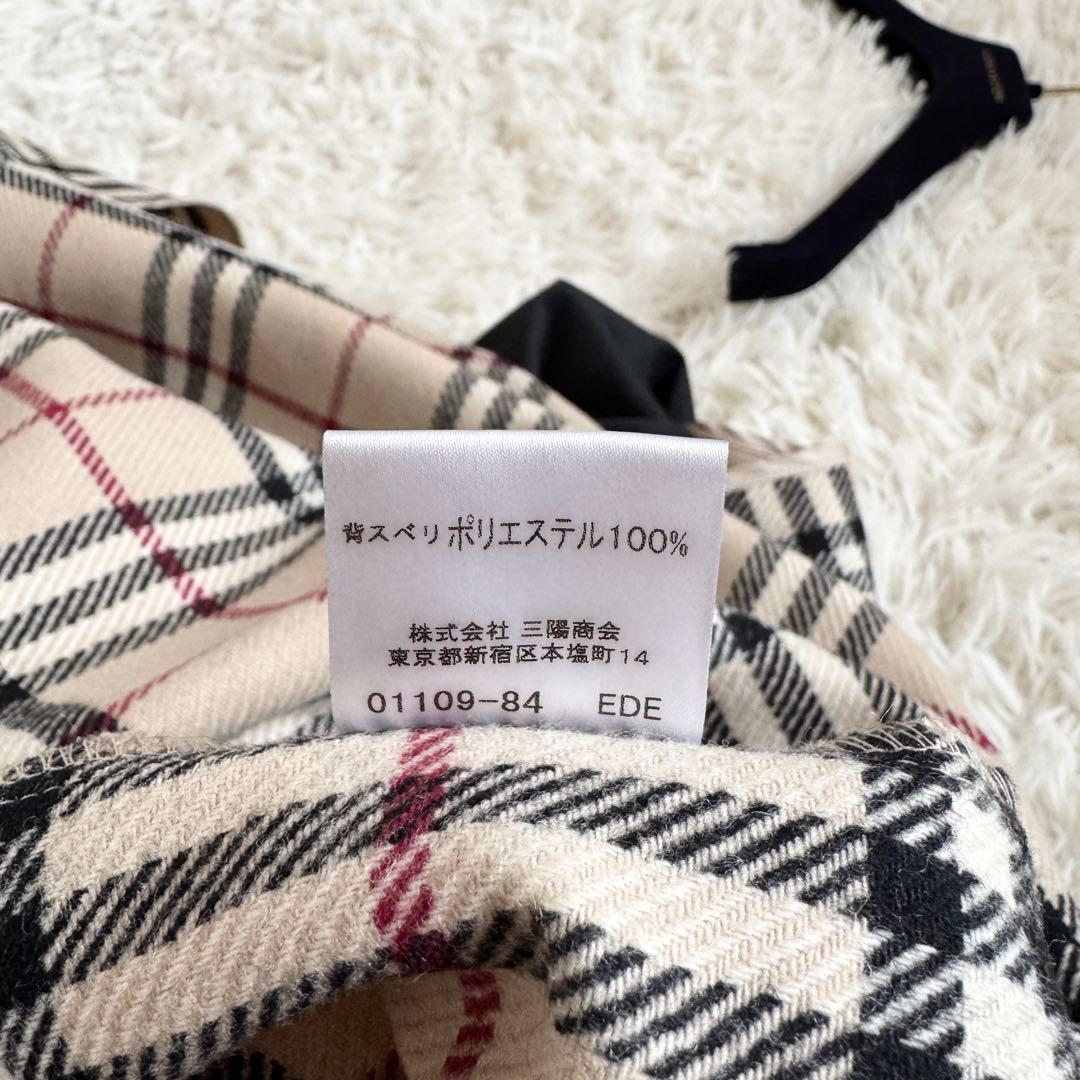 背スベリ ポリエステル100%
株式会社 三陽商会
東京都新宿区本塩町14
01109-84 EDE